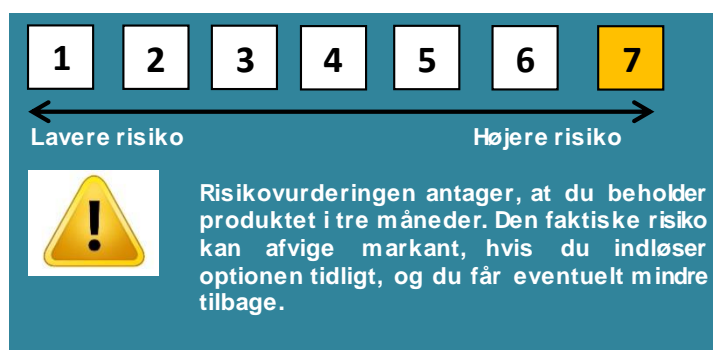 1 2 3 4 5 6 7
Lavere risiko Højere risiko
Risikovurderingen antager, at du beholder
produktet i tre måneder. Den faktiske risiko
kan afvige markant, hvis du indløser
optionen tidligt, og du får eventuelt mindre
tilbage.